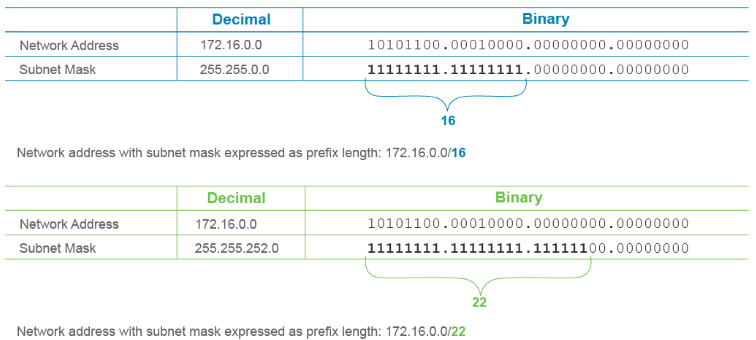 Decimal Binary
Network Address 172.16.0.0 10101100.00010000.00000000.00000000
Subnet Mask 255.255.0.0 11111111.11111111.00000000.00000000
16
Network address with subnet mask expressed as prefix length: 172.16.0.0/16
Decimal Binary
Network Address 172.16.0.0 10101100.00010000.00000000.00000000
Subnet Mask 255.255.252.0 11111111.11111111.11111100.00000000
22
Network address with subnet mask expressed as prefix length: 172.16.0.0/22